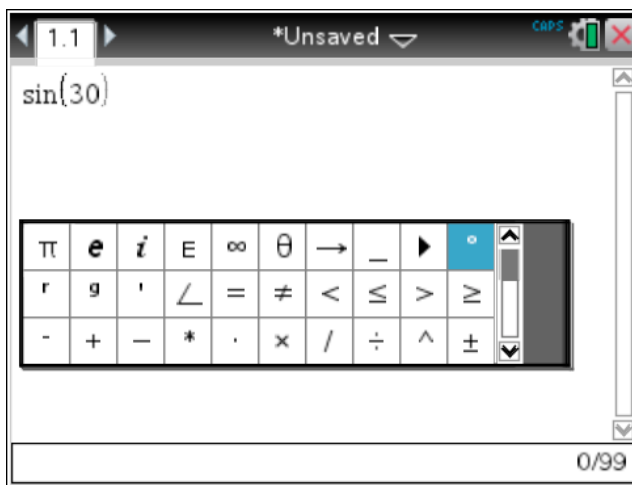 1.1 *Unsaved CAPS
sin(30)
π e i E ∞ θ → _ ▶ °
r g ' ∠ = ≠ < ≤ > ≥
- + − * · × / ÷ ^ ±
0/99